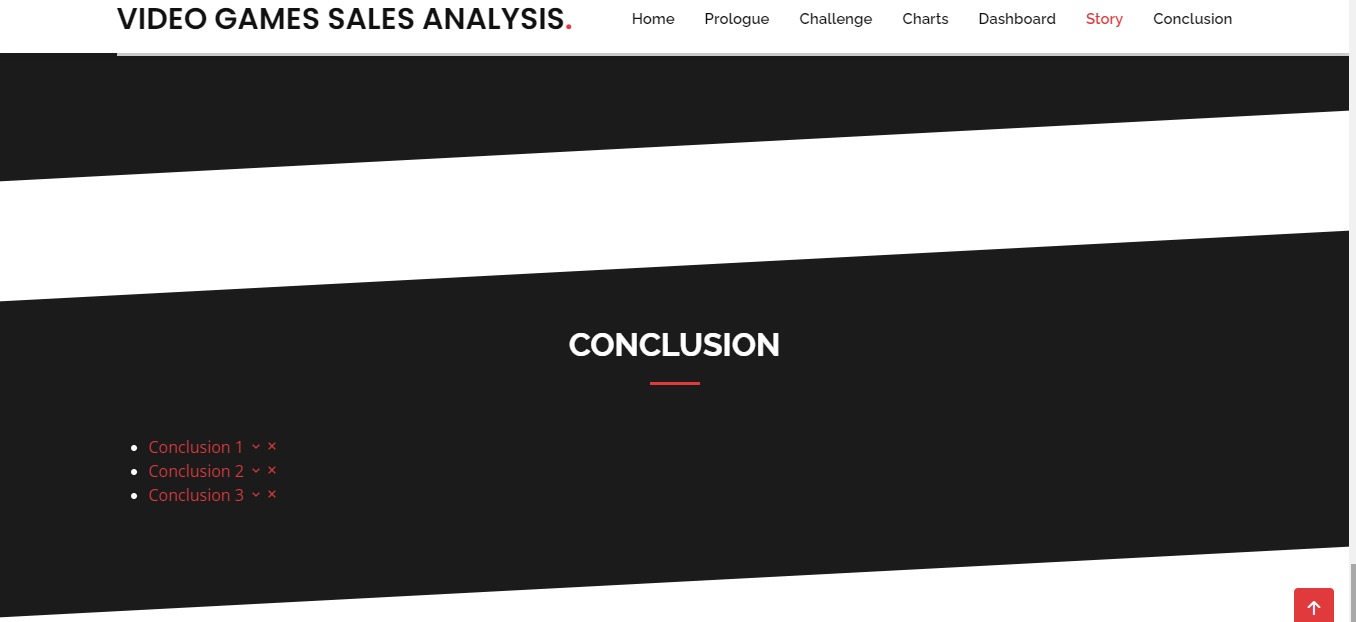 VIDEO GAMES SALES ANALYSIS.
Home Prologue Challenge Charts Dashboard Story Conclusion
CONCLUSION
Conclusion 1
Conclusion 2
Conclusion 3